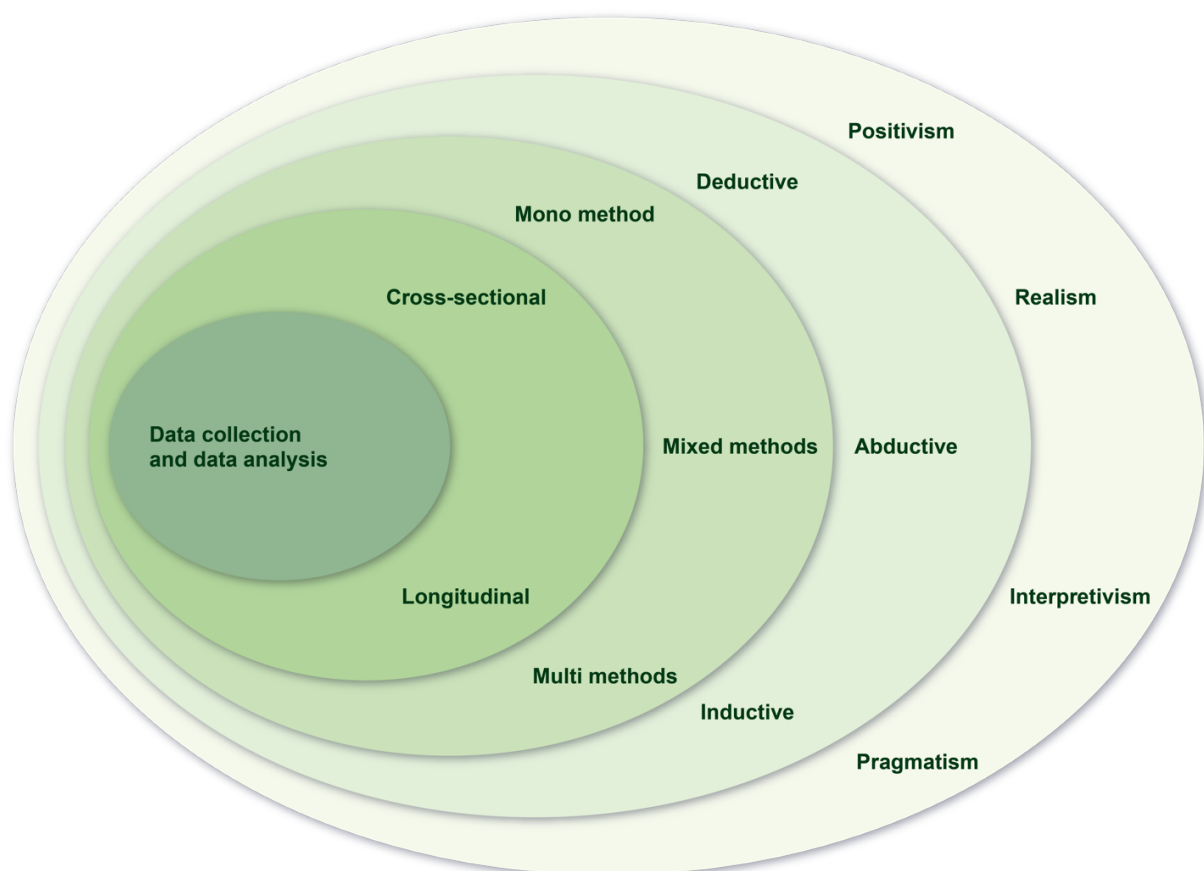 Positivism
Deductive
Mono method
Cross-sectional
Realism
Data collection
and data analysis
Mixed methods
Abductive
Longitudinal
Interpretivism
Multi methods
Inductive
Pragmatism